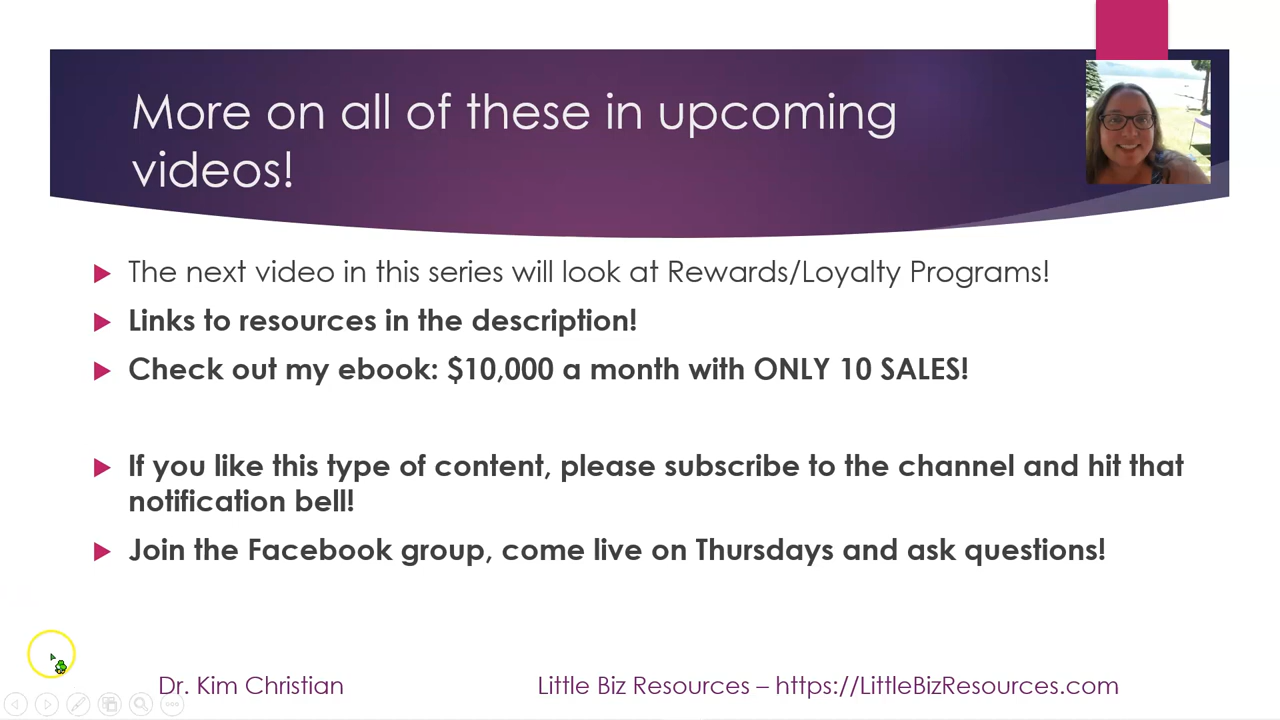 More on all of these in upcoming
videos!
The next video in this series will look at Rewards/Loyalty Programs!
Links to resources in the description!
Check out my ebook: $10,000 a month with ONLY 10 SALES!
If you like this type of content, please subscribe to the channel and hit that
notification bell!
Join the Facebook group, come live on Thursdays and ask questions!
Dr. Kim Christian
Little Biz Resources – https://LittleBizResources.com